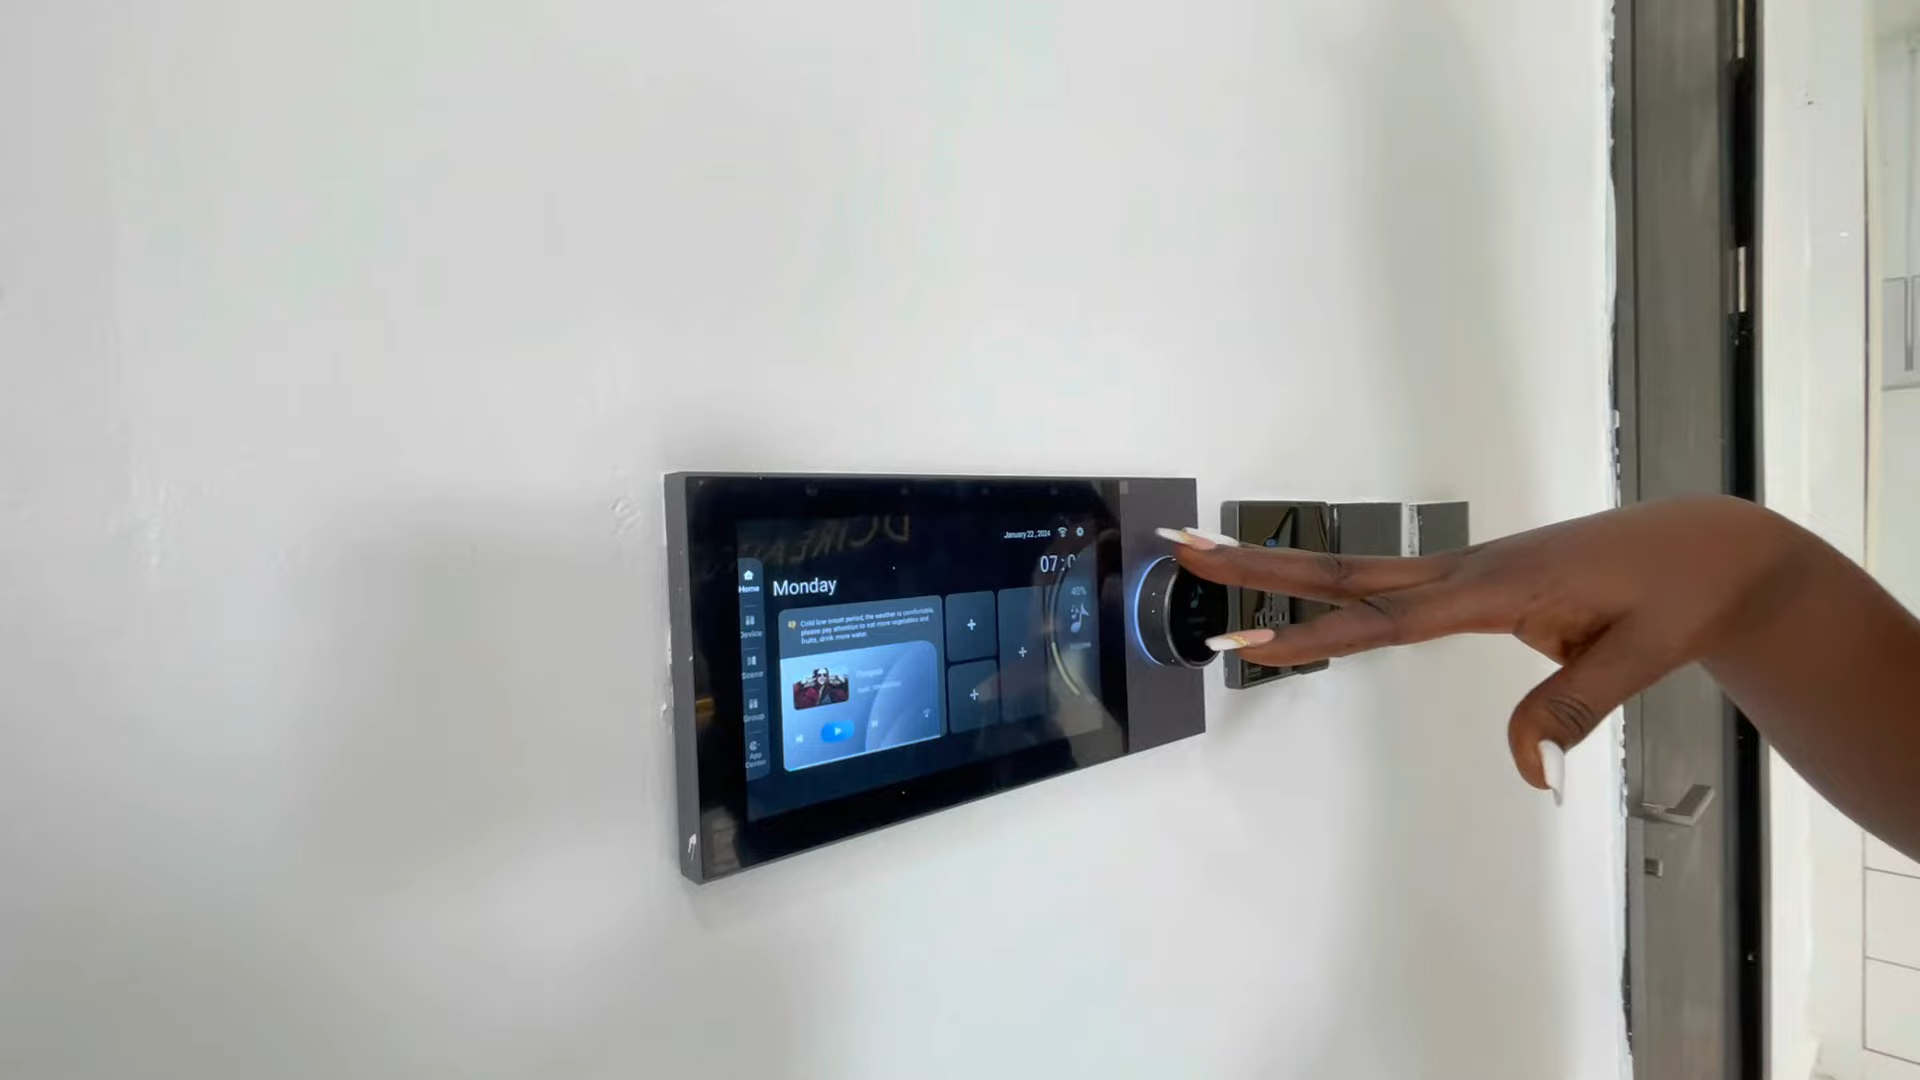 January 22, 2024
07:0
Monday
Home
Device
Scene
Group
App
Center
Cold low onset period, the weather is comfortable,
please pay attention to eat more vegetables and
fruits, drink more water.
40%